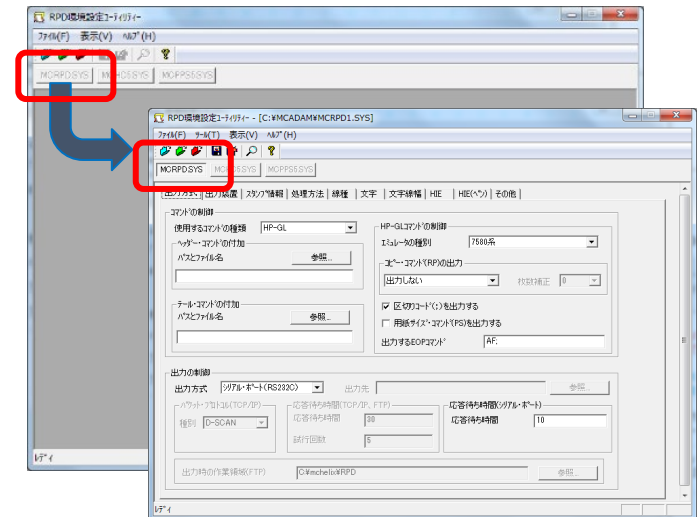 RPD環境設定ユーティリティー
ファイル(F) 表示(V) ヘルプ(H)
MCRPD.SYS MCHC5.SYS MCPPS5.SYS
RPD環境設定ユーティリティー - [C:¥MCADAM¥MCRPD1.SYS]
ファイル(F) ツール(T) 表示(V) ヘルプ(H)
MCRPD.SYS MCHC5.SYS MCPPS5.SYS
出力方式 出力装置 スタンプ情報 処理方法 線種 文字 文字線幅 HIE HIE(ペン) その他
コマンドの制御
使用するコマンドの種類 HP-GL
ヘッダー・コマンドの付加
パスとファイル名 参照...
テール・コマンドの付加
パスとファイル名 参照...
HP-GLコマンドの制御
エミュレータの種別 7580系
コピー・コマンド(RP)の出力
出力しない 枚数補正 0
区切りコード(;)を出力する
用紙サイズ・コマンド(PS)を出力する
出力するEOPコマンド AF;
出力の制御
出力方式 シリアル・ポート(RS232C) 出力先 参照...
パケット・プロトコル(TCP/IP)
種別 D-SCAN
応答待ち時間(TCP/IP, FTP)
応答待ち時間 30
試行回数 5
応答待ち時間(シリアル・ポート)
応答待ち時間 10
出力時の作業領域(FTP) C:¥mchelix¥RPD 参照...
レディ
レディ